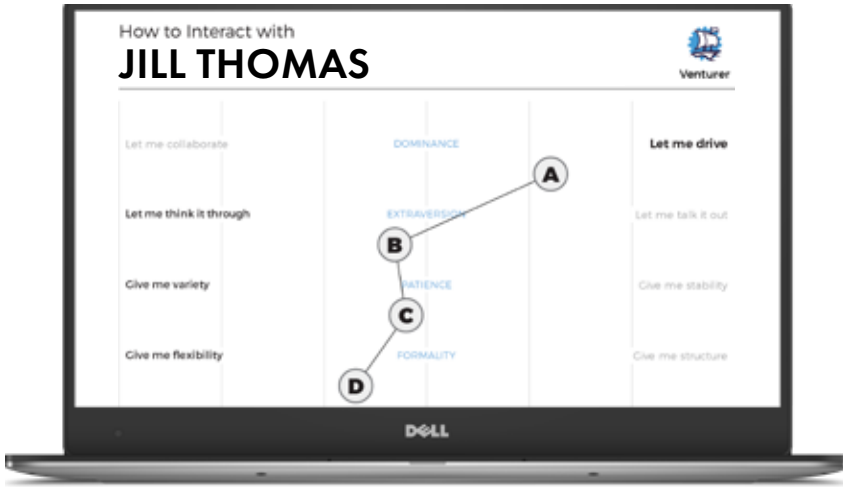 How to Interact with
JILL THOMAS
Venturer
Let me collaborate DOMINANCE Let me drive
A
Let me think it through EXTRAVERSION Let me talk it out
B
Give me variety PATIENCE Give me stability
C
Give me flexibility FORMALITY Give me structure
D
DELL